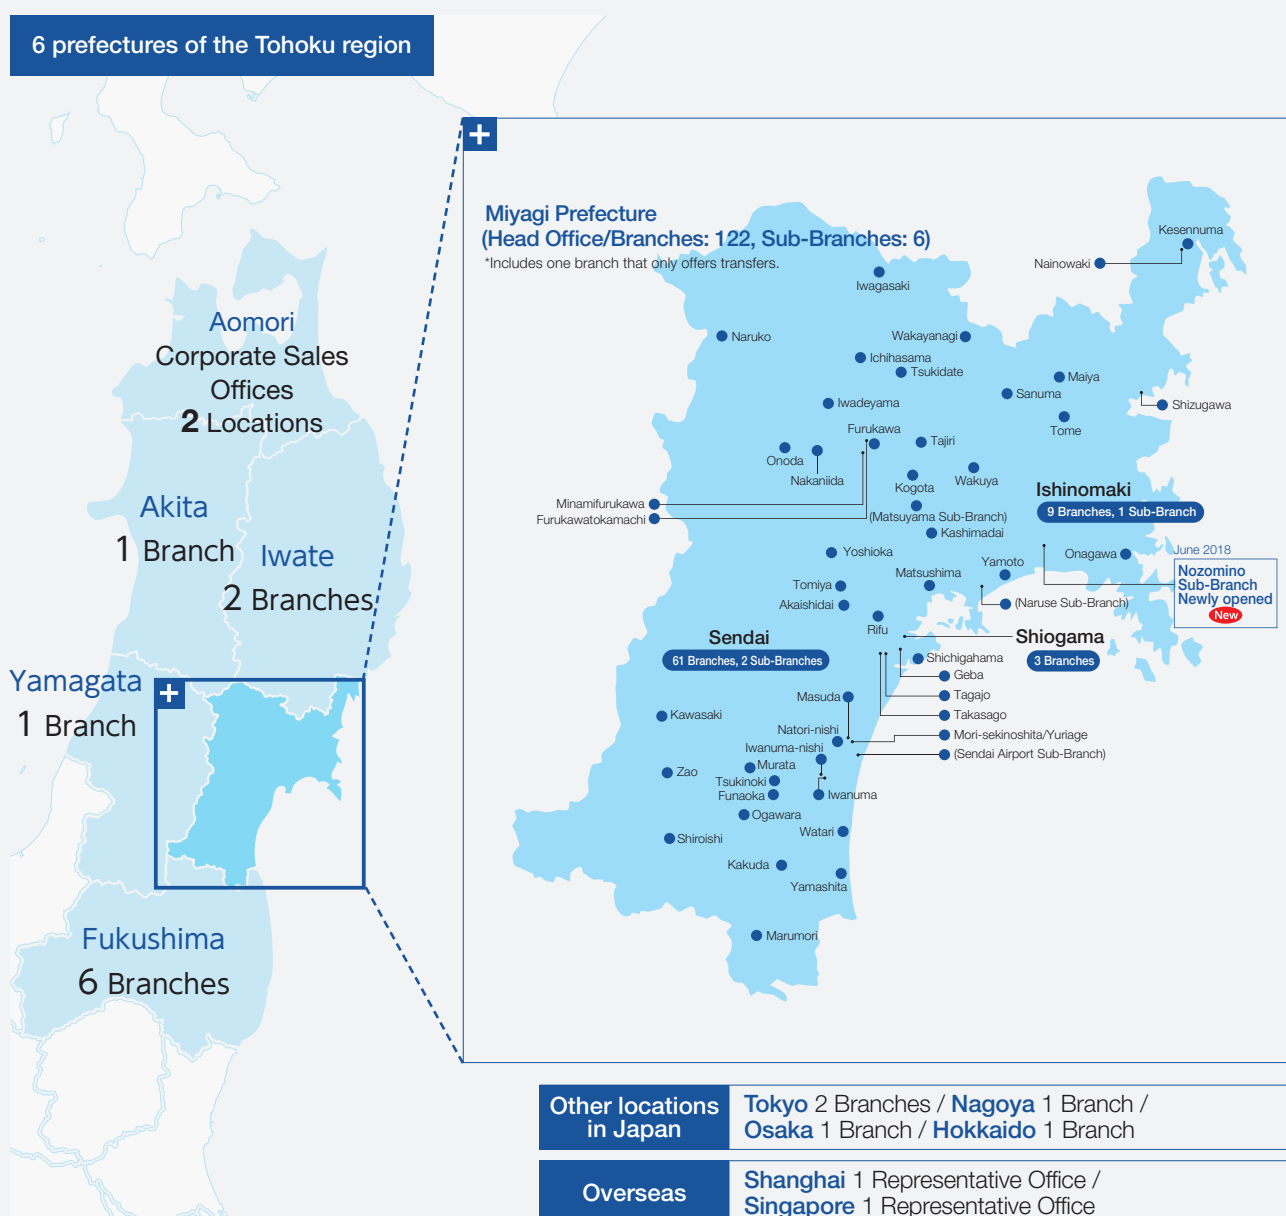 6 prefectures of the Tohoku region
Aomori
Corporate Sales
Offices
2 Locations
Akita
1 Branch
Iwate
2 Branches
Yamagata
1 Branch
Fukushima
6 Branches
Miyagi Prefecture
(Head Office/Branches: 122, Sub-Branches: 6)
*Includes one branch that only offers transfers.
Kesennuma
Nainowaki
Iwagasaki
Naruko
Wakayanagi
Ichihasama
Tsukidate
Maiya
Sanuma
Iwadeyama
Shizugawa
Tome
Furukawa
Tajiri
Onoda
Nakaniida
Kogota
Wakuya
Ishinomaki
9 Branches, 1 Sub-Branch
Minamifurukawa
Furukawatokamachi
(Matsuyama Sub-Branch)
Kashimadai
Yoshioka
Onagawa
June 2018
Nozomino
Sub-Branch
Newly opened
New
Yamoto
Matsushima
Tomiya
Akaishidai
(Naruse Sub-Branch)
Rifu
Sendai
61 Branches, 2 Sub-Branches
Shiogama
3 Branches
Shichigahama
Geba
Tagajo
Takasago
Masuda
Kawasaki
Natori-nishi
Mori-sekinoshita/Yuriage
Iwanuma-nishi
(Sendai Airport Sub-Branch)
Murata
Zao
Tsukinoki
Funaoka
Iwanuma
Ogawara
Watari
Shiroishi
Kakuda
Yamashita
Marumori
Other locations
in Japan
Tokyo 2 Branches / Nagoya 1 Branch /
Osaka 1 Branch / Hokkaido 1 Branch
Overseas
Shanghai 1 Representative Office /
Singapore 1 Representative Office